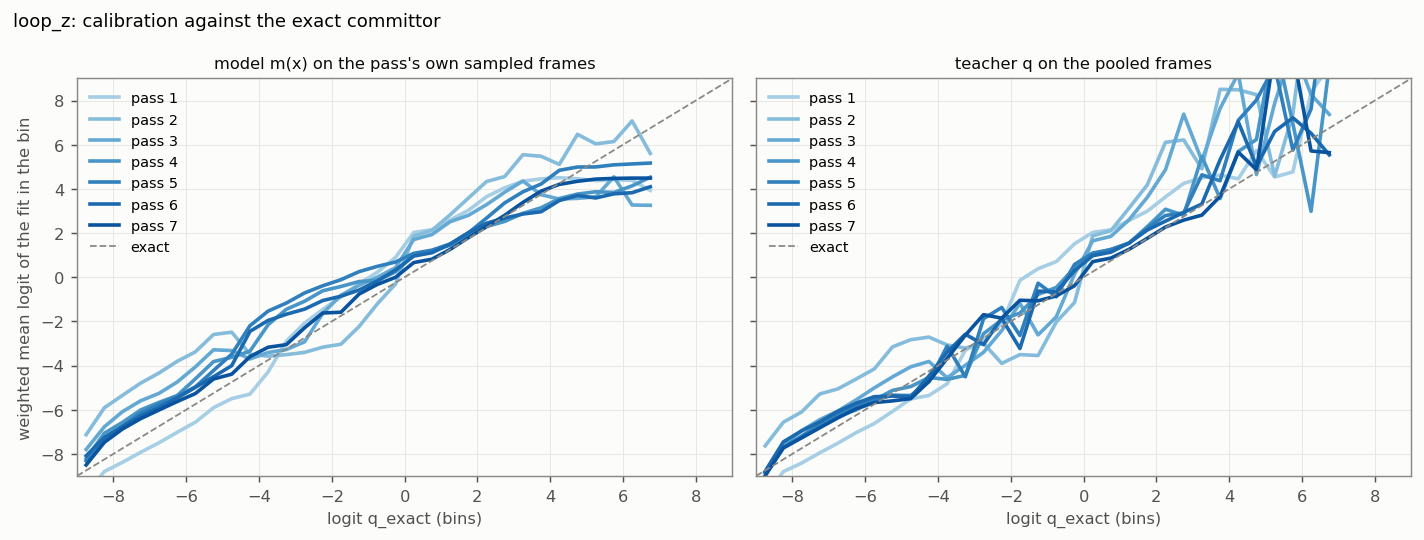 loop_z: calibration against the exact committor
model m(x) on the pass's own sampled frames
teacher q on the pooled frames
weighted mean logit of the fit in the bin
8
6
4
2
0
−2
−4
−6
−8
pass 1
pass 2
pass 3
pass 4
pass 5
pass 6
pass 7
exact
pass 1
pass 2
pass 3
pass 4
pass 5
pass 6
pass 7
exact
−8 −6 −4 −2 0 2 4 6 8
−8 −6 −4 −2 0 2 4 6 8
logit q_exact (bins)
logit q_exact (bins)